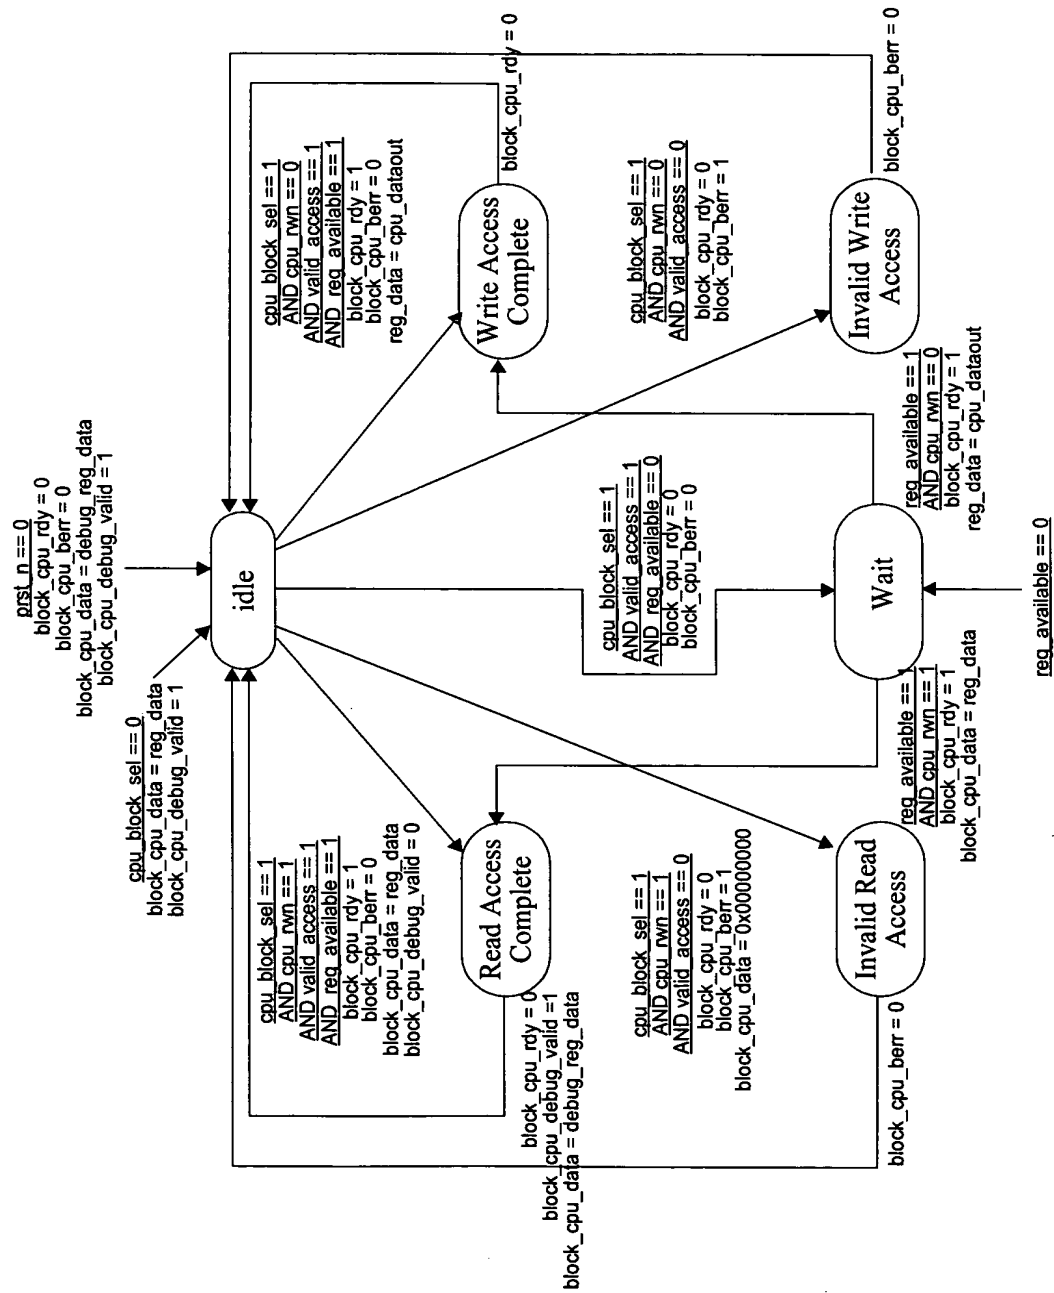 prst_n == 0
block_cpu_rdy = 0
block_cpu_berr = 0
block_cpu_data = debug_reg_data
block_cpu_debug_valid = 1
cpu_block_sel == 0
block_cpu_data = reg_data
block_cpu_debug_valid = 1
idle
cpu_block_sel == 1
AND cpu_rwn == 1
AND valid_access == 1
AND reg_available == 1
block_cpu_rdy = 1
block_cpu_berr = 0
block_cpu_data = reg_data
block_cpu_debug_valid = 0
cpu_block_sel == 1
AND cpu_rwn == 0
AND valid_access == 1
AND reg_available == 1
block_cpu_rdy = 1
block_cpu_berr = 0
reg_data = cpu_dataout
Read Access
Complete
Write Access
Complete
block_cpu_rdy = 0
block_cpu_debug_valid =1
block_cpu_data = debug_reg_data
block_cpu_rdy = 0
cpu_block_sel == 1
AND valid_access == 1
AND reg_available == 0
block_cpu_rdy = 0
block_cpu_berr = 0
cpu_block_sel == 1
AND cpu_rwn == 1
AND valid_access == 0
block_cpu_rdy = 0
block_cpu_berr = 1
block_cpu_data = 0x00000000
cpu_block_sel == 1
AND cpu_rwn == 0
AND valid_access == 0
block_cpu_rdy = 0
block_cpu_berr = 1
Invalid Read
Access
Wait
Invalid Write
Access
block_cpu_berr = 0
reg_available == 1
AND cpu_rwn == 1
block_cpu_rdy = 1
block_cpu_data = reg_data
reg_available == 1
AND cpu_rwn == 0
block_cpu_rdy = 1
reg_data = cpu_dataout
block_cpu_berr = 0
reg_available == 0